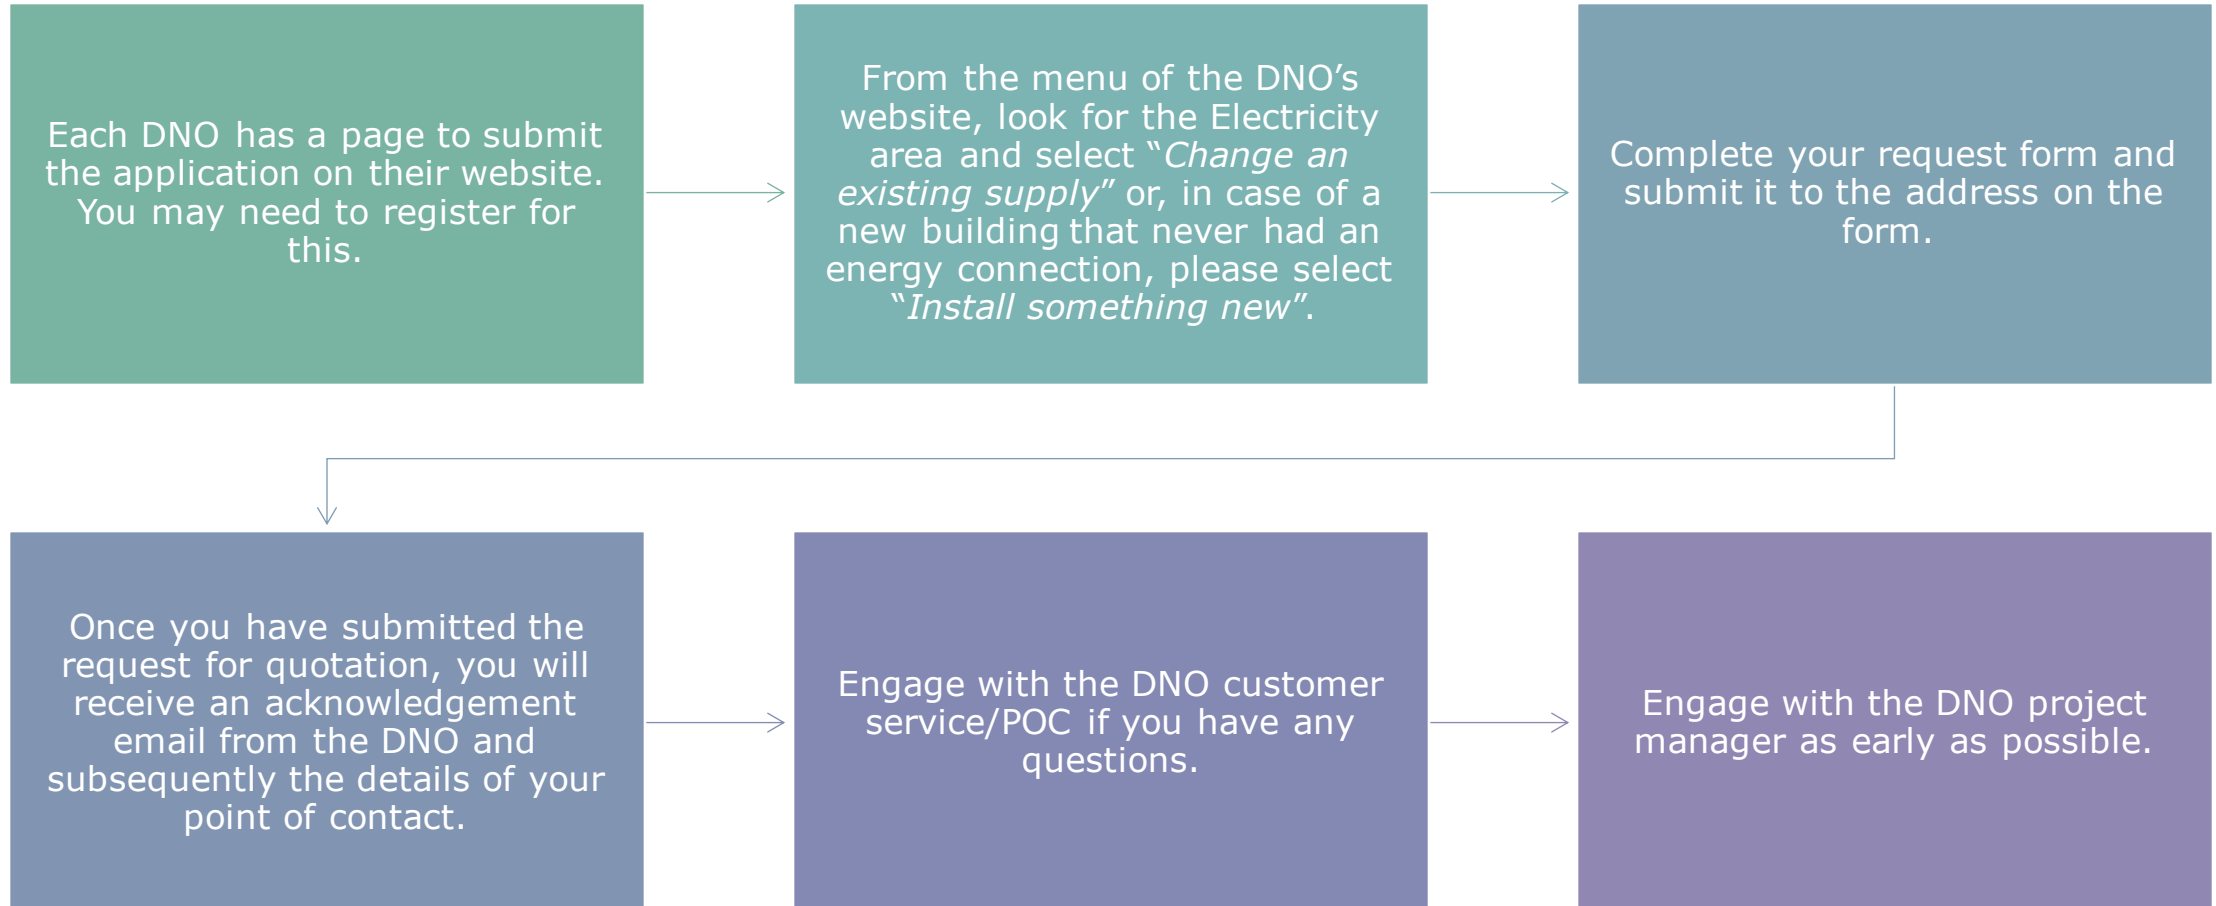 Each DNO has a page to submit
the application on their website.
You may need to register for
this.
From the menu of the DNO’s
website, look for the Electricity
area and select “Change an
existing supply” or, in case of a
new building that never had an
energy connection, please select
“Install something new”.
Complete your request form and
submit it to the address on the
form.
Once you have submitted the
request for quotation, you will
receive an acknowledgement
email from the DNO and
subsequently the details of your
point of contact.
Engage with the DNO customer
service/POC if you have any
questions.
Engage with the DNO project
manager as early as possible.